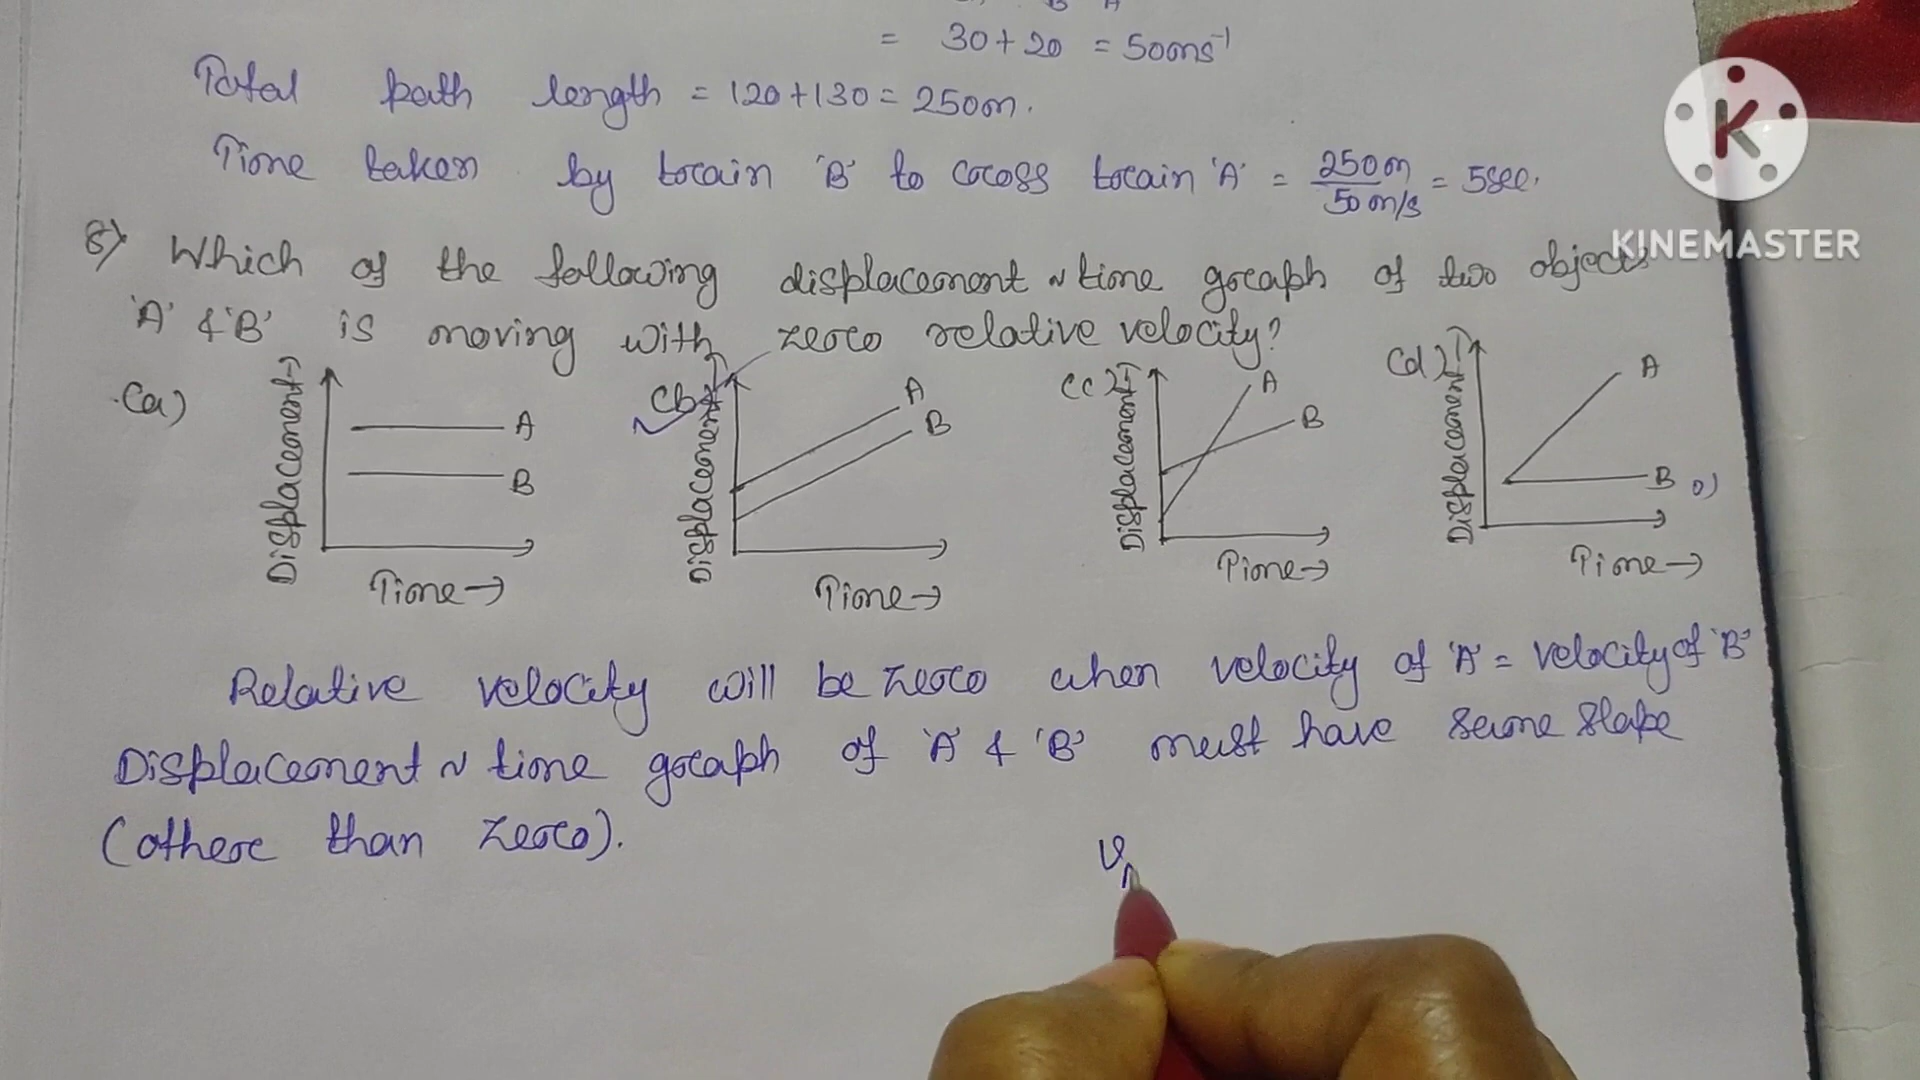 B A
= 30+20 = 50ms⁻¹
Total path length = 120+130 = 250m.
Time taken by train 'B' to cross train 'A' = 250m/50m/s = 5sec.
K
KINEMASTER
8) Which of the following displacement ~ time graph of two objects
'A' & 'B' is moving with zero relative velocity?
(a) Displacement→ A B Time→
(b) Displacement→ A B Time→
(c) Displacement→ A B Time→
(d) Displacement→ A B Time→
Relative velocity will be zero when velocity of 'A' = velocity of 'B'
Displacement ~ time graph of 'A' & 'B' must have same slope
(other than zero).